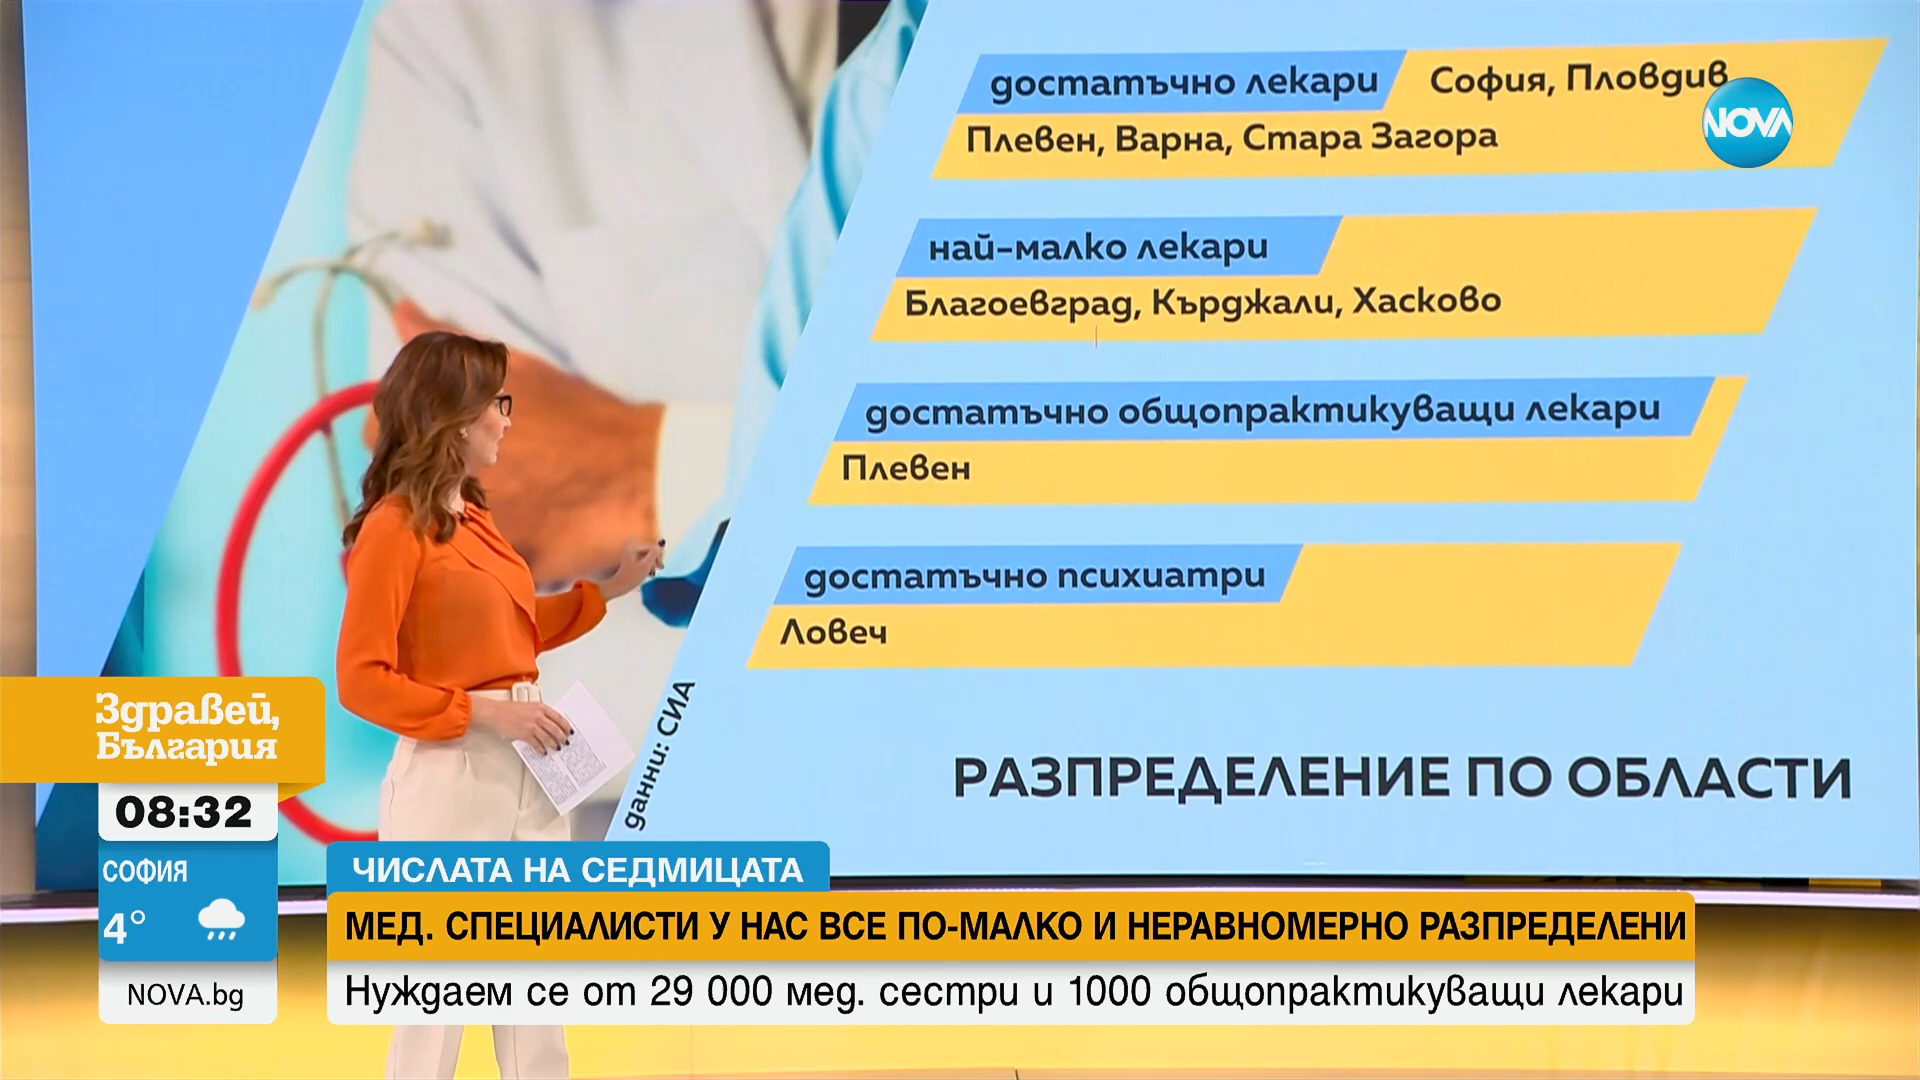 достатъчно лекари
София, Пловдив
Плевен, Варна, Стара Загора
NOVA
най-малко лекари
Благоевград, Кърджали, Хасково
достатъчно общопрактикуващи лекари
Плевен
достатъчно психиатри
Ловеч
данни: СИА
РАЗПРЕДЕЛЕНИЕ ПО ОБЛАСТИ
Здравей,
България
08:32
СОФИЯ
4°
NOVA.bg
ЧИСЛАТА НА СЕДМИЦАТА
МЕД. СПЕЦИАЛИСТИ У НАС ВСЕ ПО-МАЛКО И НЕРАВНОМЕРНО РАЗПРЕДЕЛЕНИ
Нуждаем се от 29 000 мед. сестри и 1000 общопрактикуващи лекари